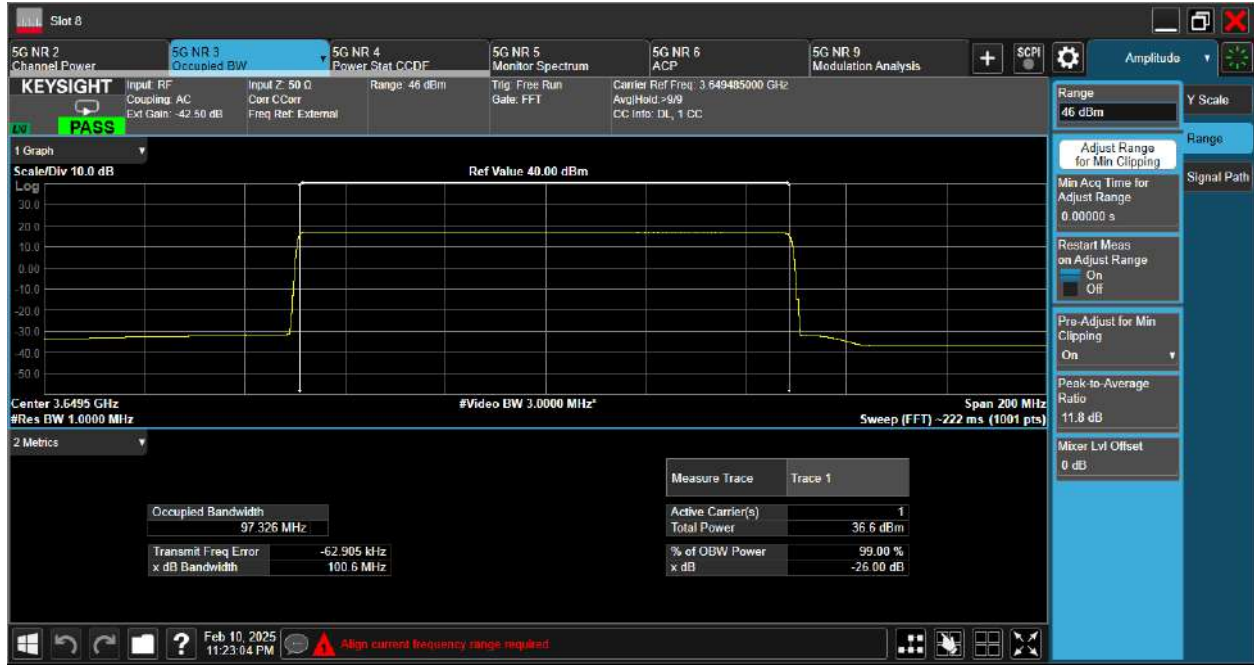 Slot 8
5G NR 2
Channel Power
5G NR 3
Occupied BW
5G NR 4
Power Stat CCDF
5G NR 5
Monitor Spectrum
5G NR 6
ACP
5G NR 9
Modulation Analysis
+
SCPI
Amplitude
KEYSIGHT
LXI
PASS
Input: RF
Coupling: AC
Ext Gain: -42.50 dB
Input Z: 50 Ω
Corr CCorr
Freq Ref: External
Range: 46 dBm
Trig: Free Run
Gate: FFT
Carrier Ref Freq: 3.649485000 GHz
Avg|Hold:>9/9
CC Info: DL, 1 CC
1 Graph
Scale/Div 10.0 dB
Ref Value 40.00 dBm
Log
30.0
20.0
10.0
0.00
-10.0
-20.0
-30.0
-40.0
-50.0
Center 3.6495 GHz
#Video BW 3.0000 MHz*
Span 200 MHz
#Res BW 1.0000 MHz
Sweep (FFT) ~222 ms (1001 pts)
2 Metrics
Measure Trace Trace 1
Occupied Bandwidth
97.326 MHz
Active Carrier(s) 1
Total Power 36.6 dBm
Transmit Freq Error -62.905 kHz
x dB Bandwidth 100.6 MHz
% of OBW Power 99.00 %
x dB -26.00 dB
Range
46 dBm
Adjust Range
for Min Clipping
Min Acq Time for
Adjust Range
0.00000 s
Restart Meas
on Adjust Range
On
Off
Pre-Adjust for Min
Clipping
On
Peak-to-Average
Ratio
11.8 dB
Mixer Lvl Offset
0 dB
Y Scale
Range
Signal Path
?
Feb 10, 2025
11:23:04 PM
Align current frequency range required